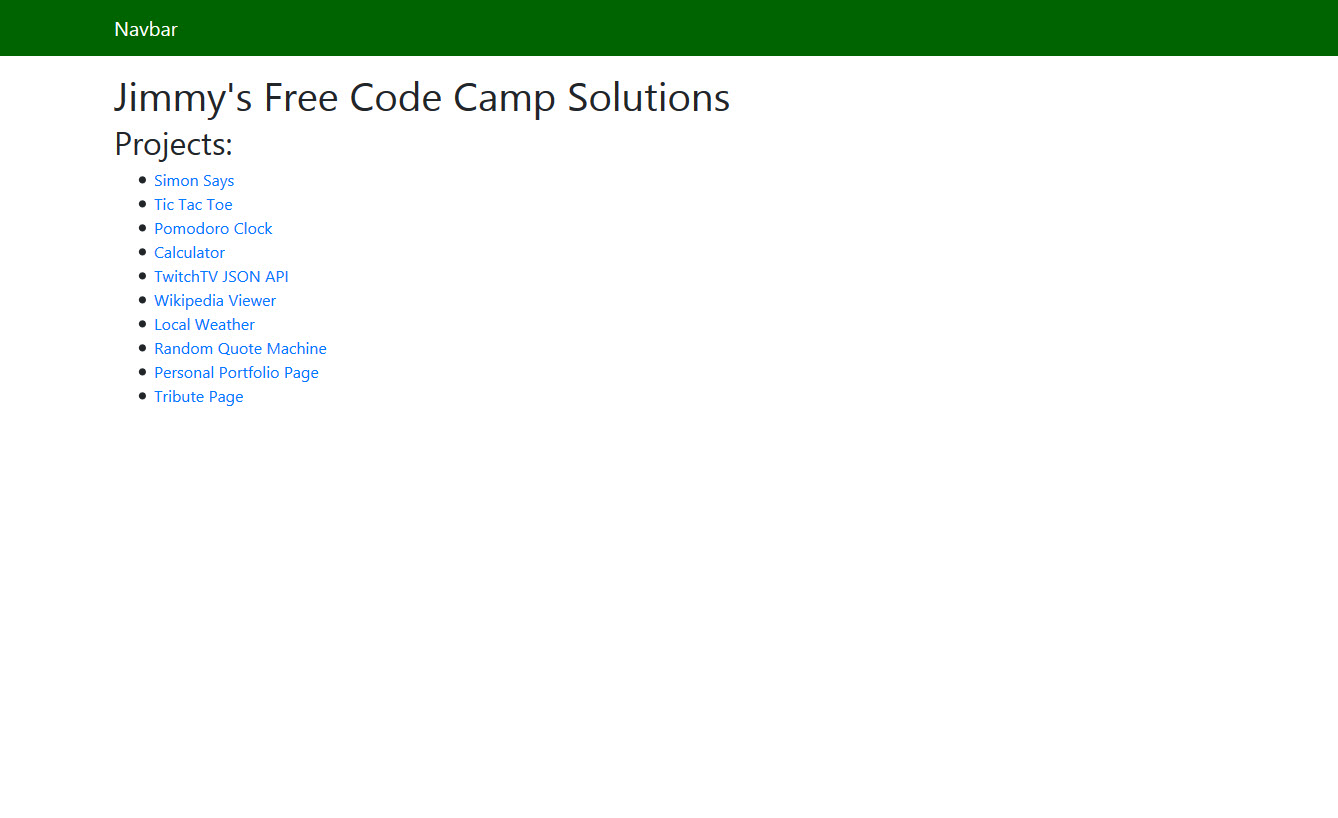 Navbar
Jimmy's Free Code Camp Solutions
Projects:
Simon Says
Tic Tac Toe
Pomodoro Clock
Calculator
TwitchTV JSON API
Wikipedia Viewer
Local Weather
Random Quote Machine
Personal Portfolio Page
Tribute Page